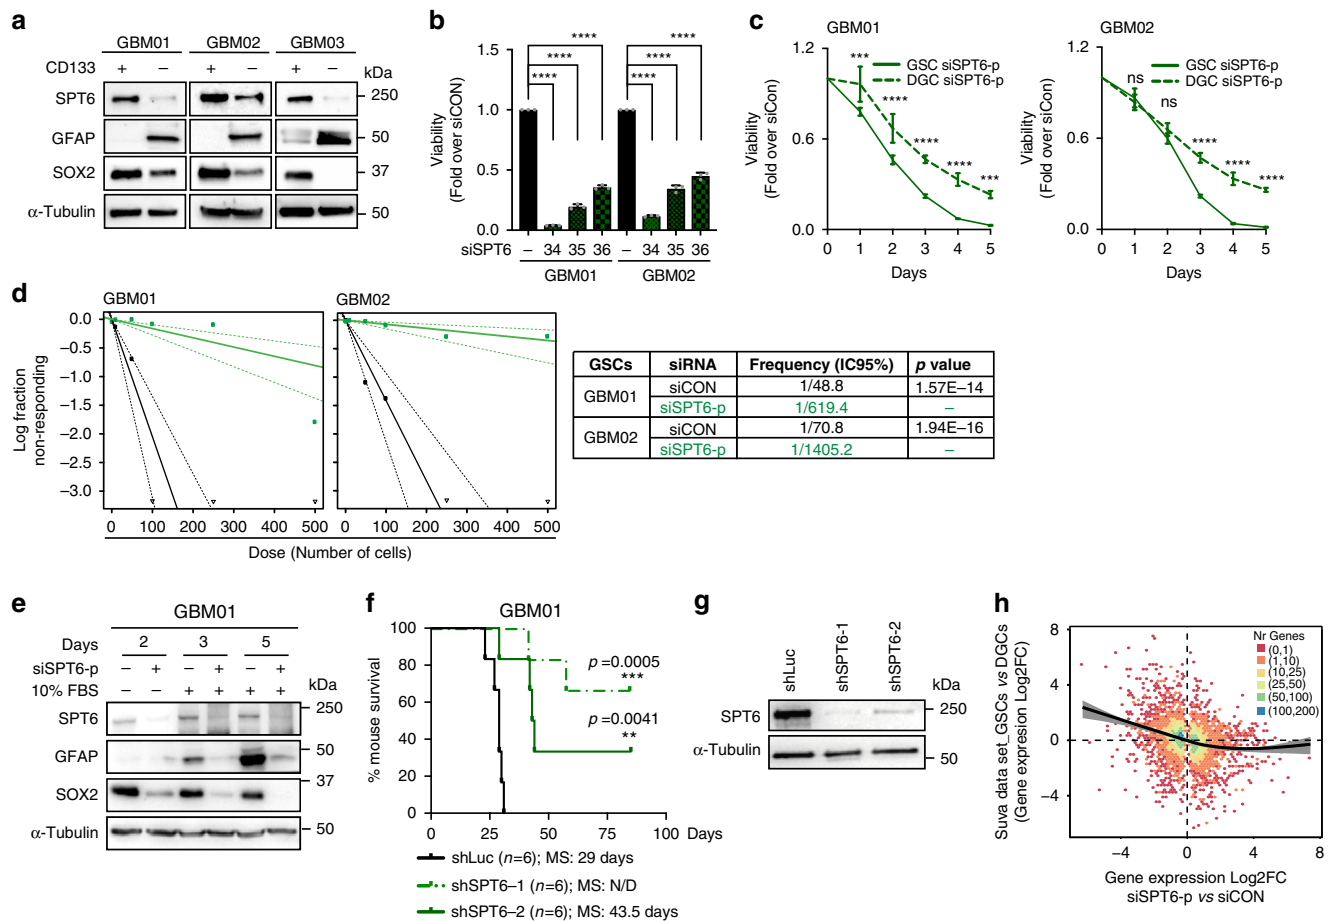 a
GBM01 GBM02 GBM03
CD133 + – + – + – kDa
SPT6 250
GFAP 50
SOX2 37
α-Tubulin 50
b
Viability
(Fold over siCON)
1.5
1.0
0.5
0.0
**** **** ****
**** **** ****
siSPT6 – 34 35 36 – 34 35 36
GBM01 GBM02
c
GBM01
Viability
(Fold over siCon)
1.2
0.6
0.0
GSC siSPT6-p
DGC siSPT6-p
*** **** **** **** ***
0 1 2 3 4 5
Days
GBM02
Viability
(Fold over siCon)
1.2
0.6
0.0
GSC siSPT6-p
DGC siSPT6-p
ns ns **** **** ****
0 1 2 3 4 5
Days
d
GBM01 GBM02
Log fraction
non-responding
0.0
–0.5
–1.0
–1.5
–2.0
–2.5
–3.0
0 100 200 300 400 500 0 100 200 300 400 500
Dose (Number of cells)
GSCs siRNA Frequency (IC95%) p value
GBM01 siCON 1/48.8 1.57E–14
siSPT6-p 1/619.4 –
GBM02 siCON 1/70.8 1.94E–16
siSPT6-p 1/1405.2 –
e
GBM01
Days 2 3 5
siSPT6-p – + – + – +
10% FBS – – + + + + kDa
SPT6 250
GFAP 50
SOX2 37
α-Tubulin 50
f
GBM01
% mouse survival
100
80
60
40
20
0
p =0.0005
***
p =0.0041
**
0 25 50 75 100 Days
shLuc (n=6); MS: 29 days
shSPT6–1 (n=6); MS: N/D
shSPT6–2 (n=6); MS: 43.5 days
g
shLuc shSPT6-1 shSPT6-2
kDa
SPT6 250
α-Tubulin 50
h
Suva data set_GSCs vs DGCs
(Gene expression Log2FC)
8
4
0
–4
Nr Genes
(0,1)
(1,10)
(10,25)
(25,50)
(50,100)
(100,200)
–4 0 4 8
Gene expression Log2FC
siSPT6-p vs siCON